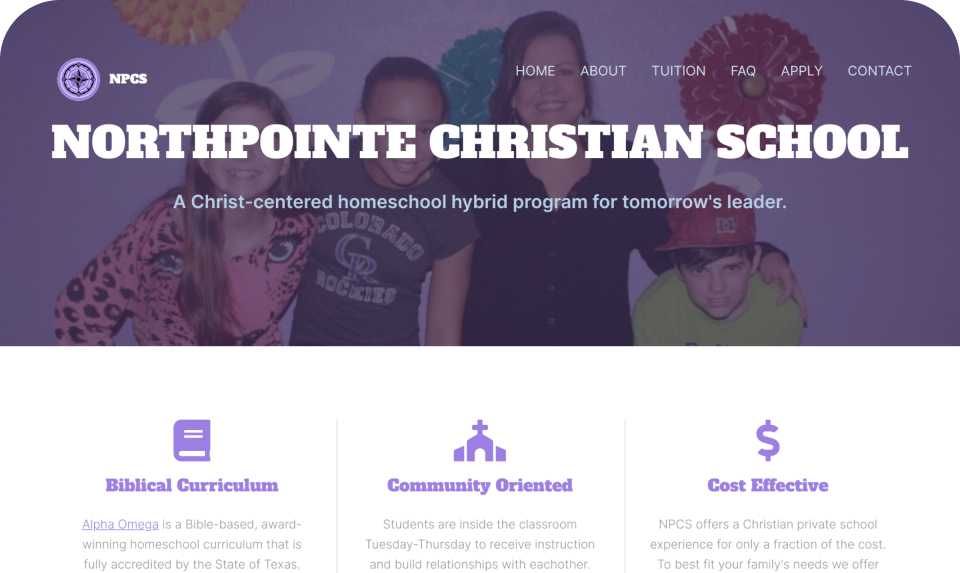 NPCS
HOME ABOUT TUITION FAQ APPLY CONTACT
NORTHPOINTE CHRISTIAN SCHOOL
A Christ-centered homeschool hybrid program for tomorrow's leader.
COLORADO
CR
ROCKIES
DC
Biblical Curriculum
Alpha Omega is a Bible-based, award-
winning homeschool curriculum that is
fully accredited by the State of Texas.
Community Oriented
Students are inside the classroom
Tuesday-Thursday to receive instruction
and build relationships with eachother.
Cost Effective
NPCS offers a Christian private school
experience for only a fraction of the cost.
To best fit your family's needs we offer